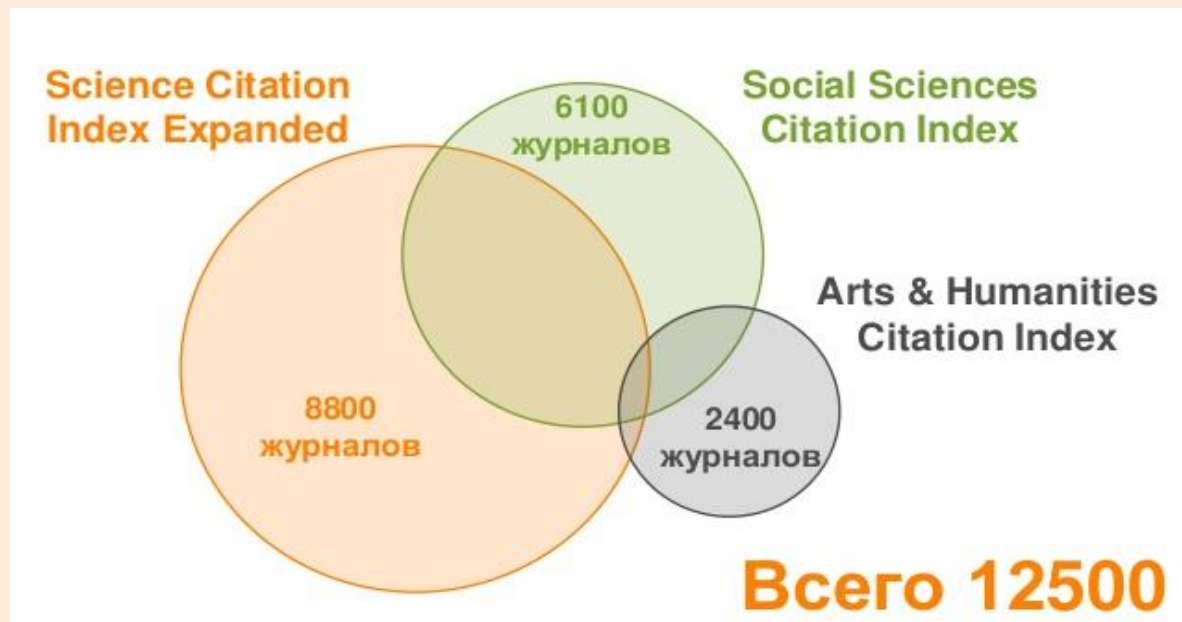 Science Citation
Index Expanded
6100
журналов
Social Sciences
Citation Index
Arts & Humanities
Citation Index
8800
журналов
2400
журналов
Всего 12500